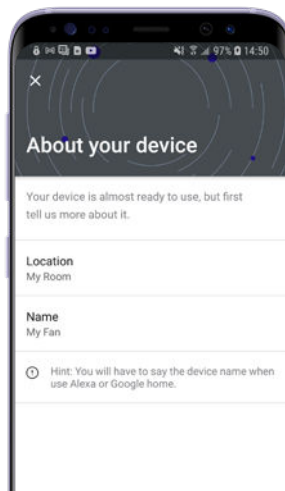 97% 14:50
About your device
Your device is almost ready to use, but first
tell us more about it.
Location
My Room
Name
My Fan
Hint: You will have to say the device name when
use Alexa or Google home.